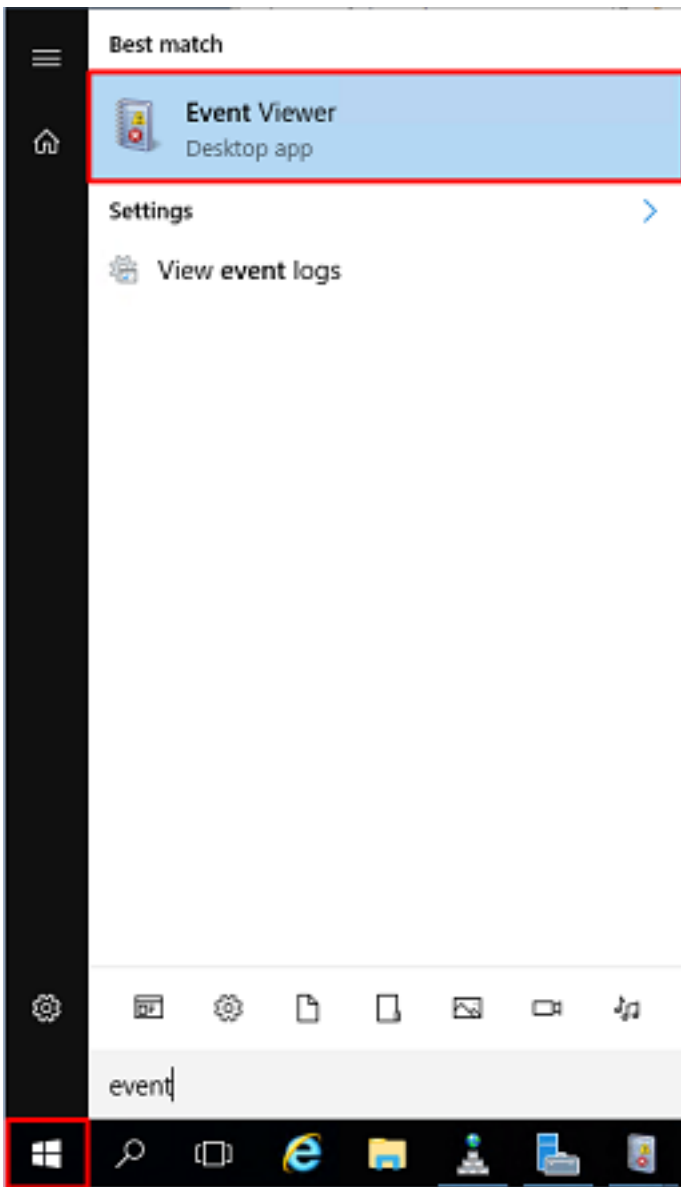 Best match
Event Viewer
Desktop app
Settings
View event logs
event